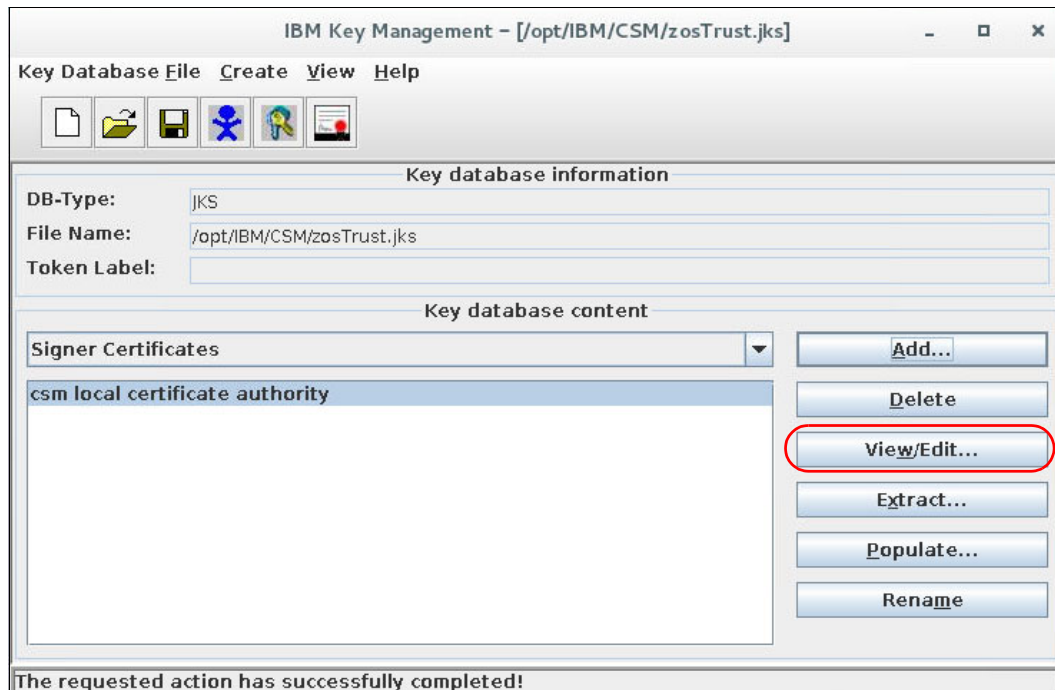 IBM Key Management - [/opt/IBM/CSM/zosTrust.jks]
Key Database File Create View Help
Key database information
DB-Type: JKS
File Name: /opt/IBM/CSM/zosTrust.jks
Token Label:
Key database content
Signer Certificates
Add...
csm local certificate authority
Delete
View/Edit...
Extract...
Populate...
Rename
The requested action has successfully completed!